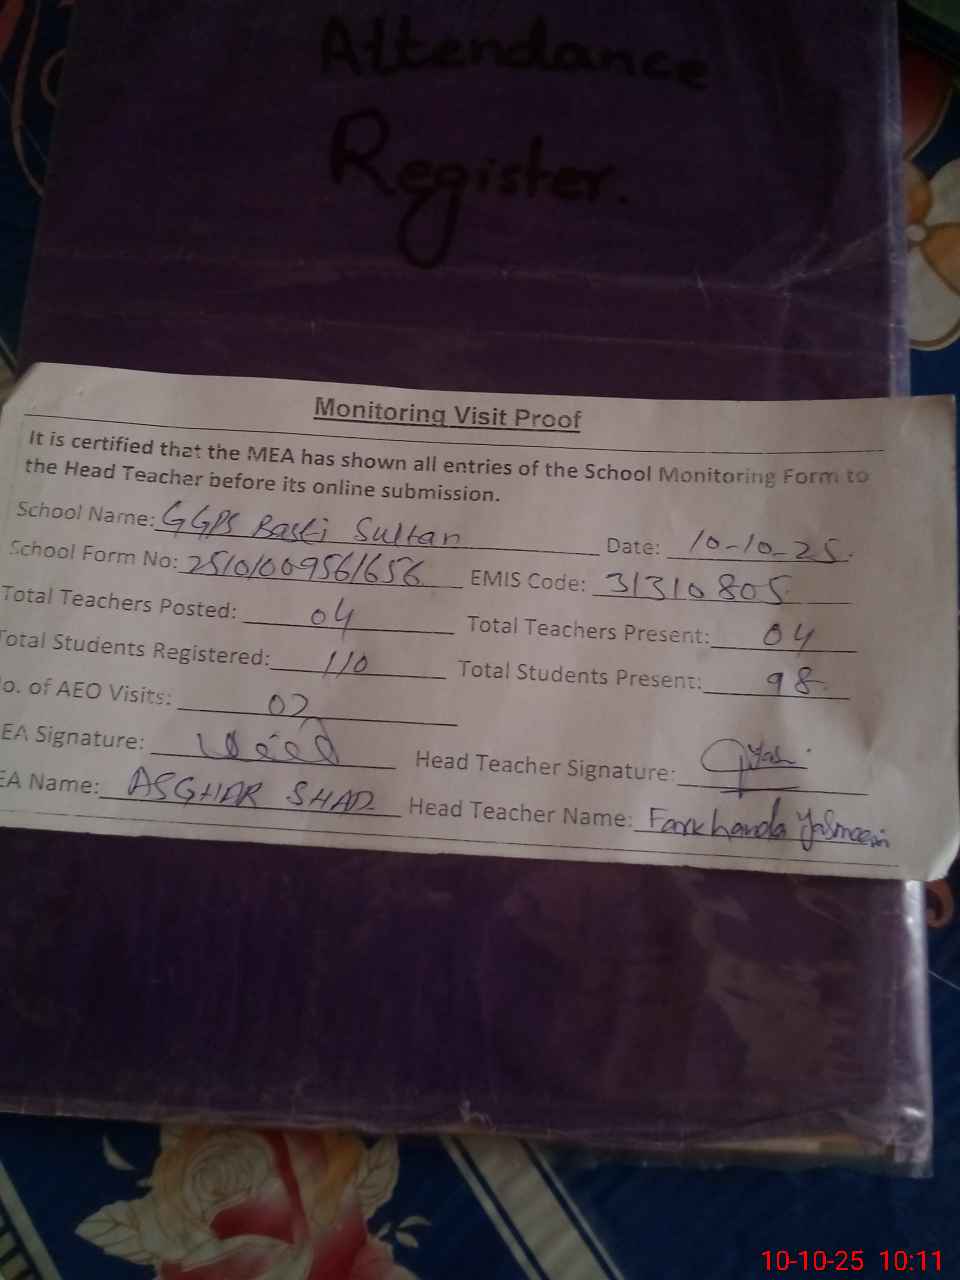 Attendance
Register.
Monitoring Visit Proof
It is certified that the MEA has shown all entries of the School Monitoring Form to
the Head Teacher before its online submission.
School Name: GGPS Basti Sultan Date: 10-10-25.
School Form No: 25101009561656 EMIS Code: 31310805
Total Teachers Posted: 04 Total Teachers Present: 04
Total Students Registered: 110 Total Students Present: 98
o. of AEO Visits: 02
EA Signature: Head Teacher Signature:
EA Name: ASGHAR SHAD Head Teacher Name: Farkhanda Yasmeen
10-10-25 10:11